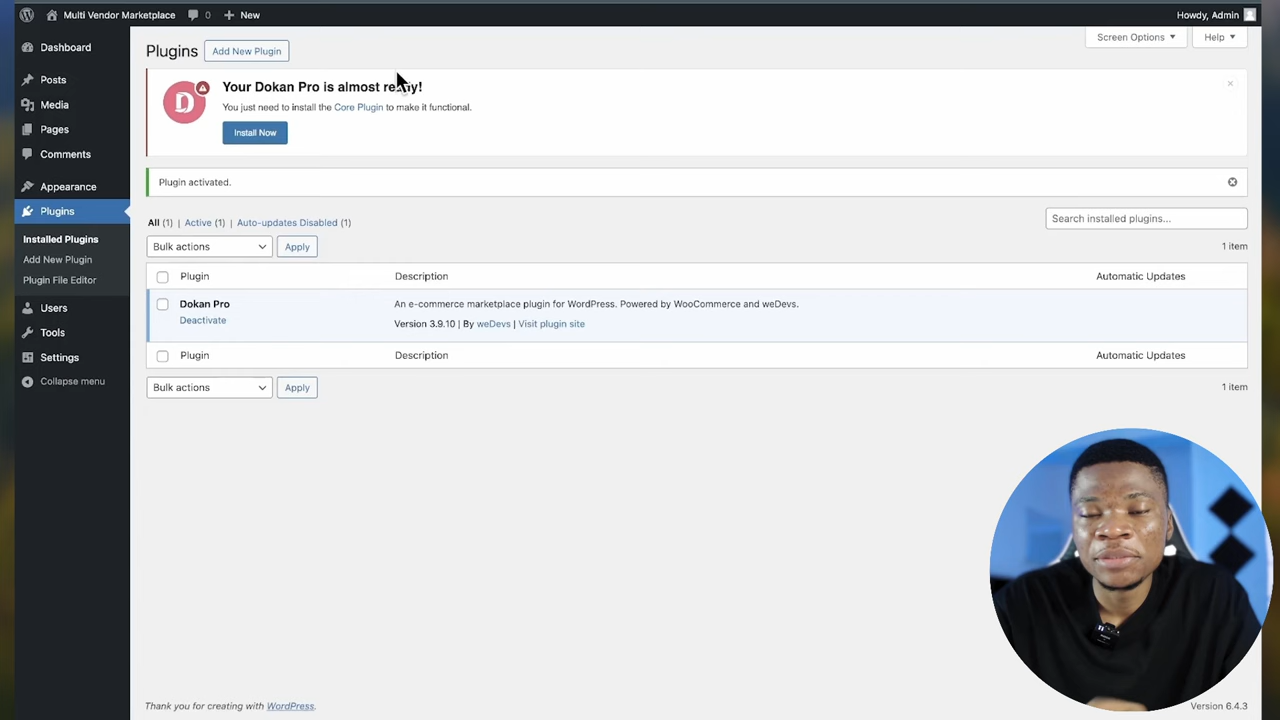 Multi Vendor Marketplace 0 New Howdy, Admin
Dashboard
Posts
Media
Pages
Comments
Appearance
Plugins
Installed Plugins
Add New Plugin
Plugin File Editor
Users
Tools
Settings
Collapse menu
Screen Options Help
Plugins Add New Plugin
Your Dokan Pro is almost ready!
You just need to install the Core Plugin to make it functional.
Install Now
Plugin activated.
All (1) | Active (1) | Auto-updates Disabled (1)
Search installed plugins...
Bulk actions Apply 1 item
Plugin Description Automatic Updates
Dokan Pro An e-commerce marketplace plugin for WordPress. Powered by WooCommerce and weDevs.
Deactivate Version 3.9.10 | By weDevs | Visit plugin site
Plugin Description Automatic Updates
Bulk actions Apply 1 item
Thank you for creating with WordPress. Version 6.4.3